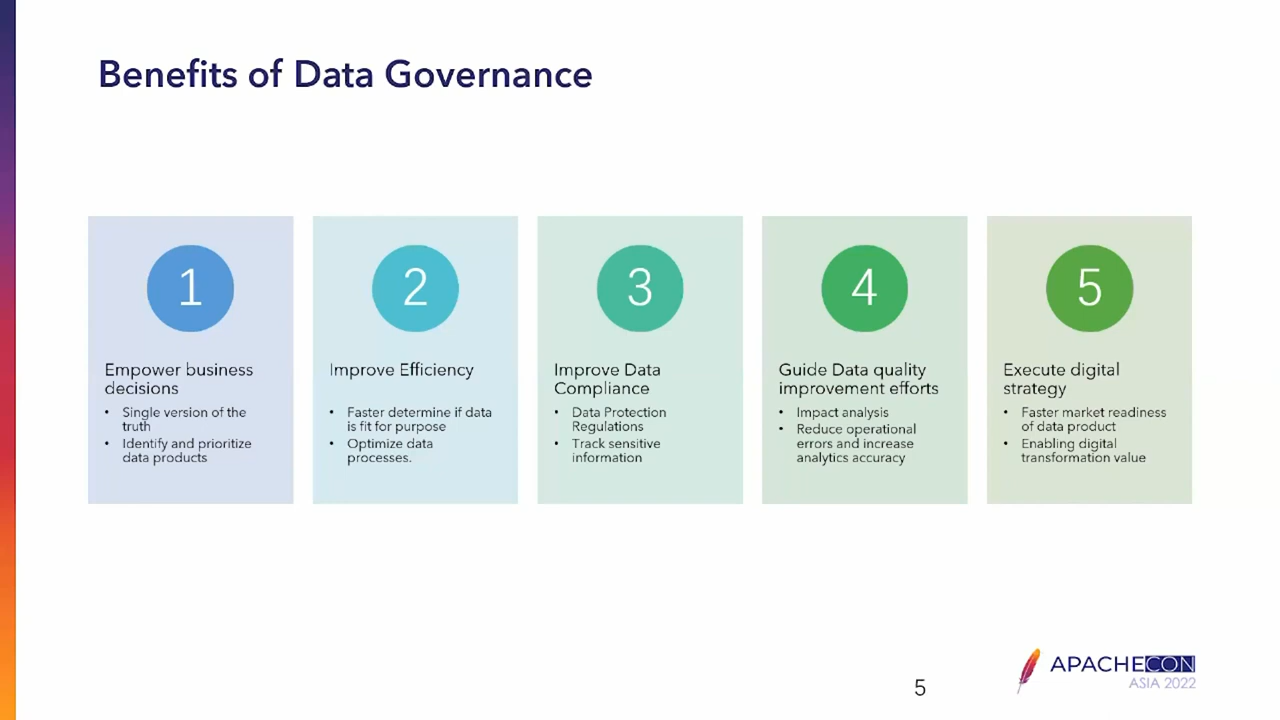 Benefits of Data Governance
1
Empower business
decisions
• Single version of the
truth
• Identify and prioritize
data products
2
Improve Efficiency
• Faster determine if data
is fit for purpose
• Optimize data
processes.
3
Improve Data
Compliance
• Data Protection
Regulations
• Track sensitive
information
4
Guide Data quality
improvement efforts
• Impact analysis
• Reduce operational
errors and increase
analytics accuracy
5
Execute digital
strategy
• Faster market readiness
of data product
• Enabling digital
transformation value
5
APACHECON
ASIA 2022